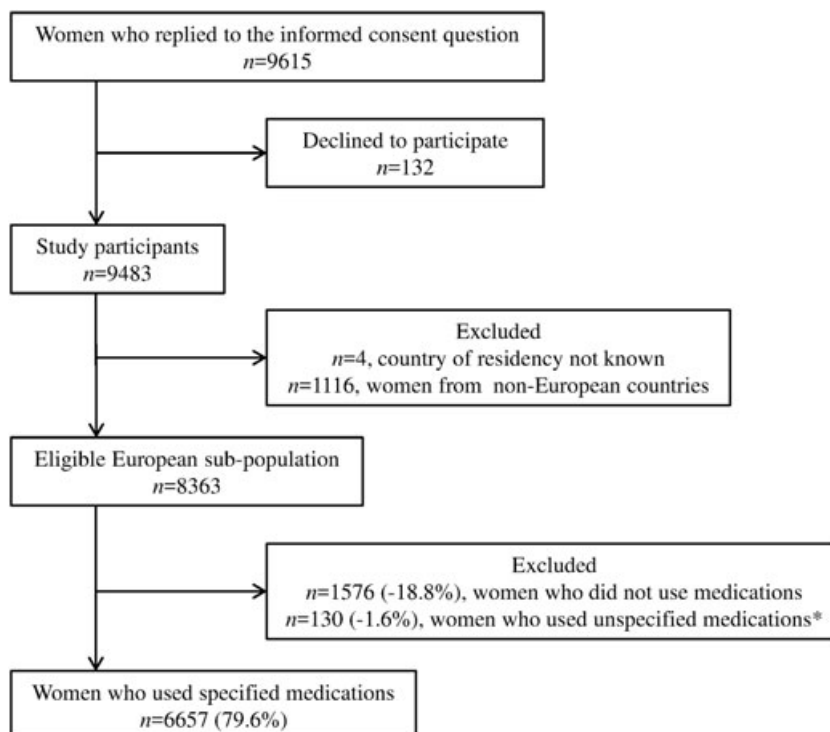 Women who replied to the informed consent question
n=9615
Declined to participate
n=132
Study participants
n=9483
Excluded
n=4, country of residency not known
n=1116, women from non-European countries
Eligible European sub-population
n=8363
Excluded
n=1576 (-18.8%), women who did not use medications
n=130 (-1.6%), women who used unspecified medications*
Women who used specified medications
n=6657 (79.6%)